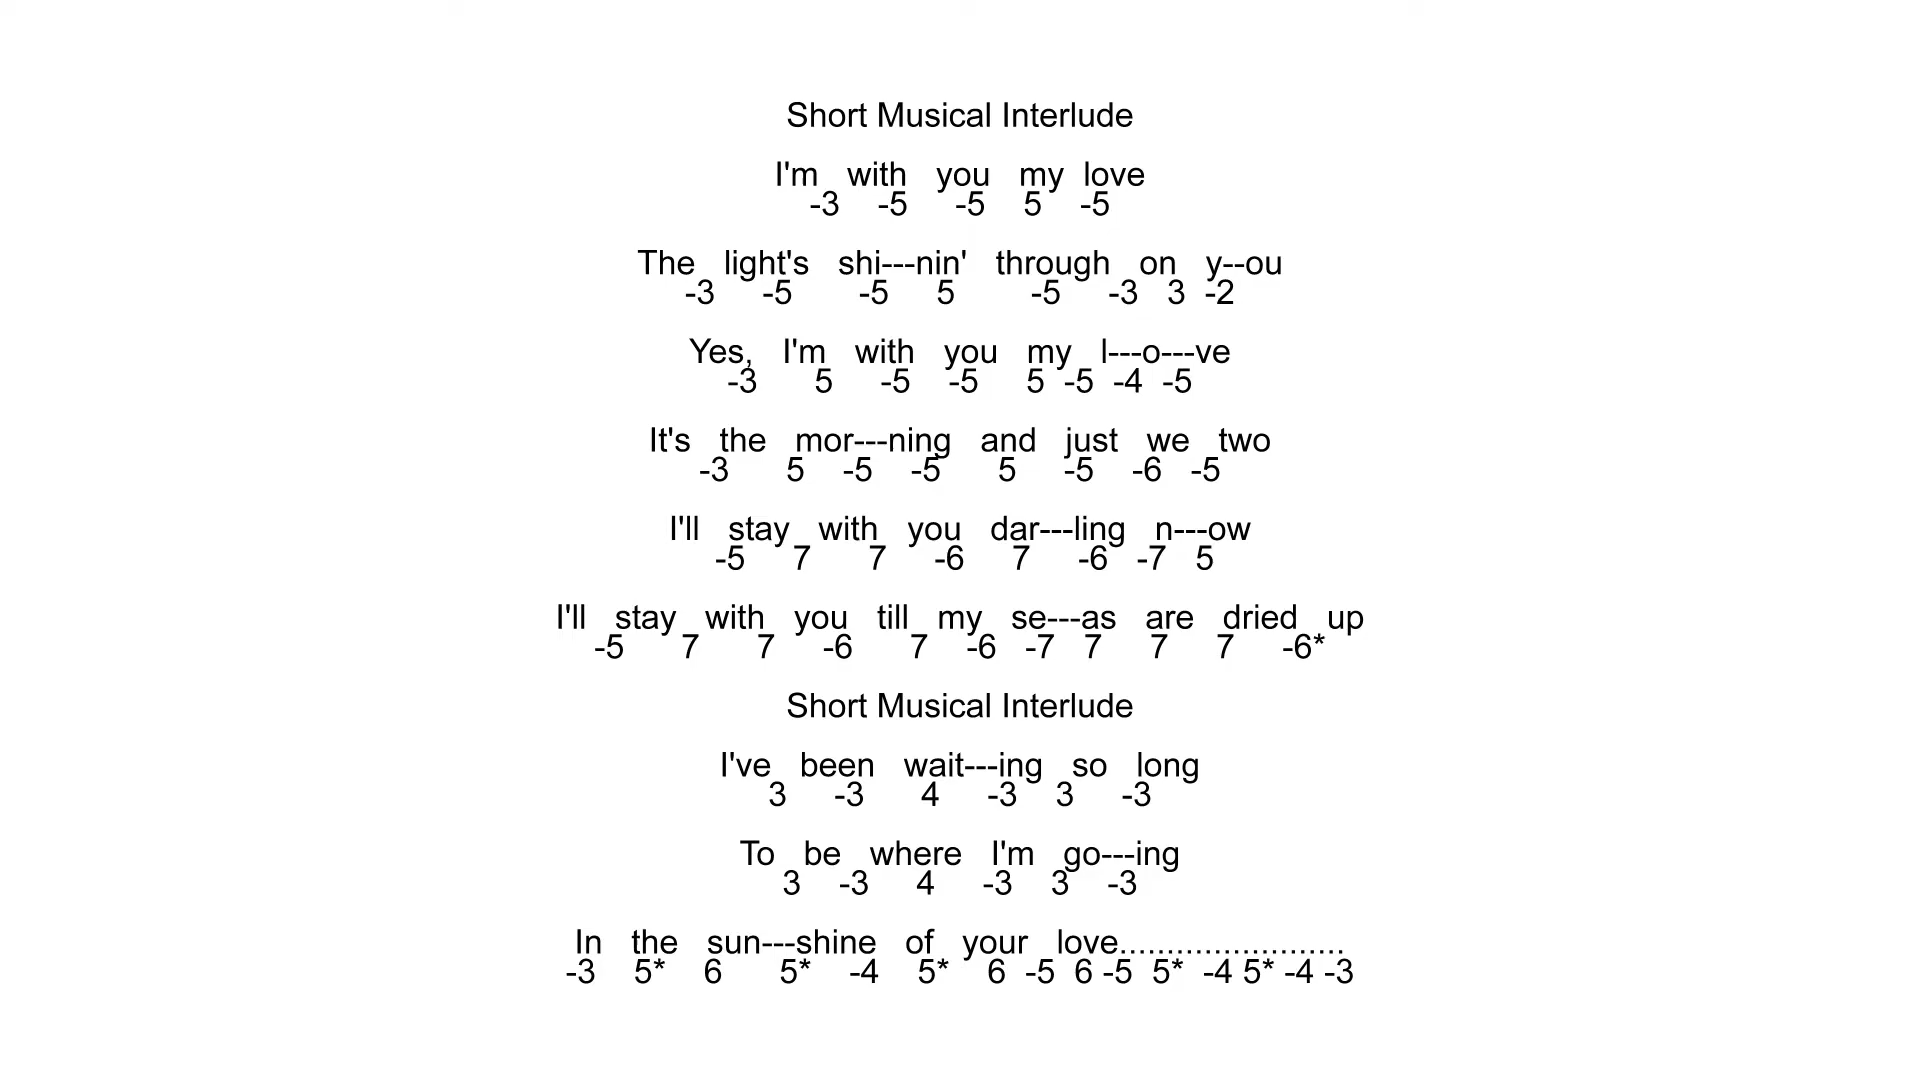 Short Musical Interlude
I'm with you my love
-3 -5 -5 5 -5
The light's shi---nin' through on y--ou
-3 -5 -5 5 -5 -3 3 -2
Yes, I'm with you my l---o---ve
-3 5 -5 -5 5 -5 -4 -5
It's the mor---ning and just we two
-3 5 -5 -5 5 -5 -6 -5
I'll stay with you dar---ling n---ow
-5 7 7 -6 7 -6 -7 5
I'll stay with you till my se---as are dried up
-5 7 7 -6 7 -6 -7 7 7 7 -6*
Short Musical Interlude
I've been wait---ing so long
3 -3 4 -3 3 -3
To be where I'm go---ing
3 -3 4 -3 3 -3
In the sun---shine of your love........................
-3 5* 6 5* -4 5* 6 -5 6 -5 5* -4 5* -4 -3